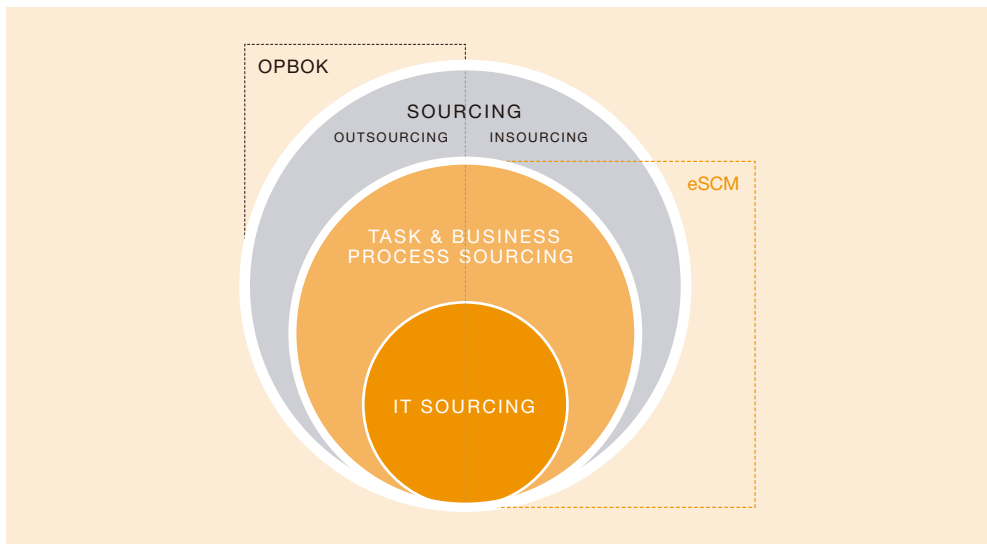 OPBOK
SOURCING
OUTSOURCING
INSOURCING
eSCM
TASK & BUSINESS
PROCESS SOURCING
IT SOURCING